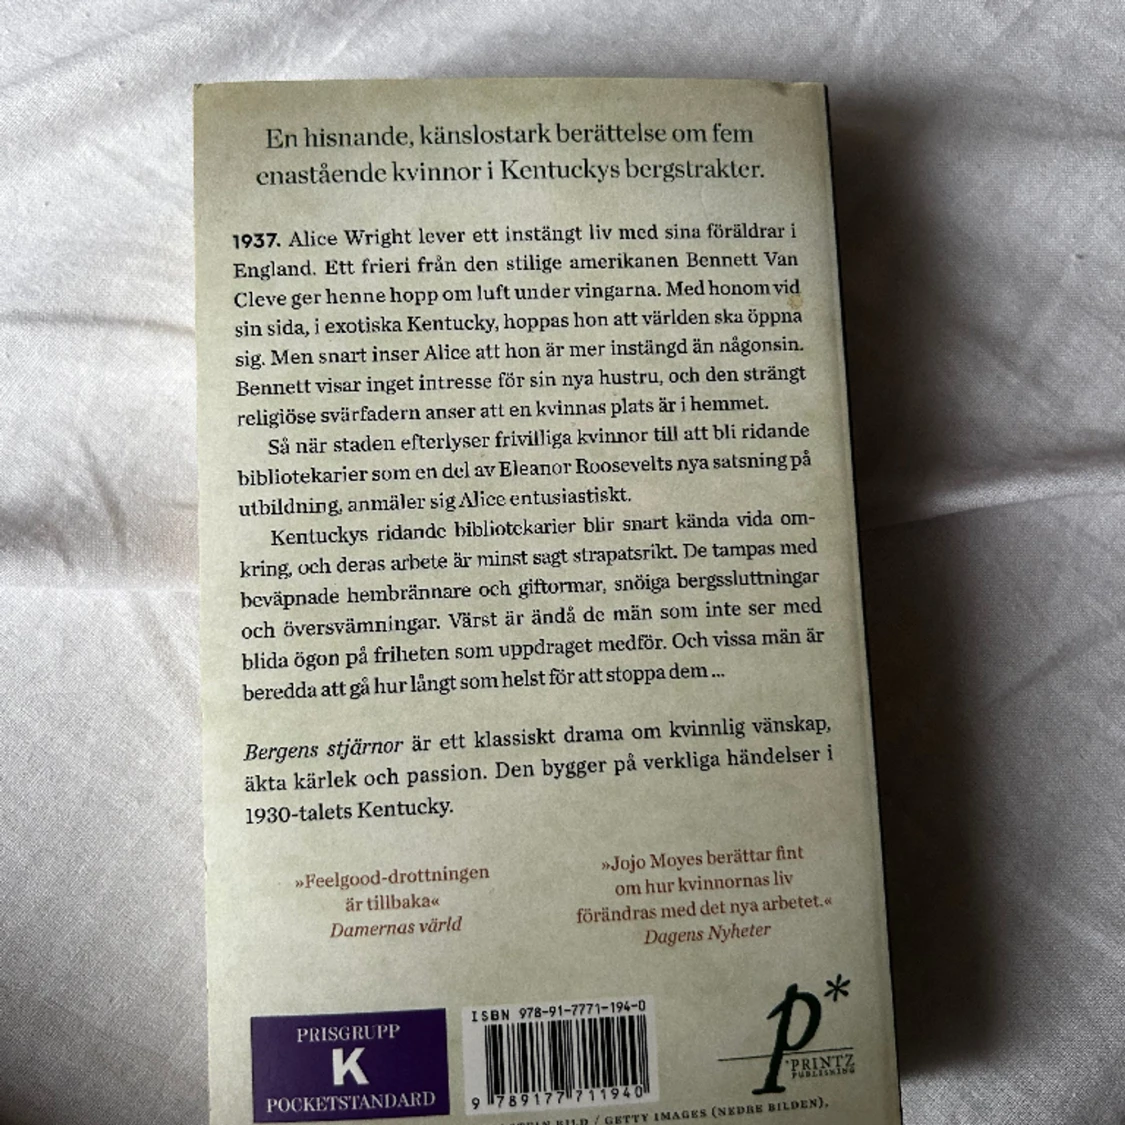 En hisnande, känslostark berättelse om fem
enastående kvinnor i Kentuckys bergstrakter.
1937. Alice Wright lever ett instängt liv med sina föräldrar i
England. Ett frieri från den stilige amerikanen Bennett Van
Cleve ger henne hopp om luft under vingarna. Med honom vid
sin sida, i exotiska Kentucky, hoppas hon att världen ska öppna
sig. Men snart inser Alice att hon är mer instängd än någonsin.
Bennett visar inget intresse för sin nya hustru, och den strängt
religiöse svärfadern anser att en kvinnas plats är i hemmet.
Så när staden efterlyser frivilliga kvinnor till att bli ridande
bibliotekarier som en del av Eleanor Roosevelts nya satsning på
utbildning, anmäler sig Alice entusiastiskt.
Kentuckys ridande bibliotekarier blir snart kända vida om-
kring, och deras arbete är minst sagt strapatsrikt. De tampas med
beväpnade hembrännare och giftormar, snöiga bergssluttningar
och översvämningar. Värst är ändå de män som inte ser med
blida ögon på friheten som uppdraget medför. Och vissa män är
beredda att gå hur långt som helst för att stoppa dem ...
Bergens stjärnor är ett klassiskt drama om kvinnlig vänskap,
äkta kärlek och passion. Den bygger på verkliga händelser i
1930-talets Kentucky.
»Feelgood-drottningen
är tillbaka«
Damernas värld
»Jojo Moyes berättar fint
om hur kvinnornas liv
förändras med det nya arbetet.«
Dagens Nyheter
PRISGRUPP
K
POCKETSTANDARD
ISBN 978-91-7771-194-0
9 789177 711940
p*
PRINTZ
PUBLISHING
BILD / GETTY IMAGES (NEDRE BILDEN),